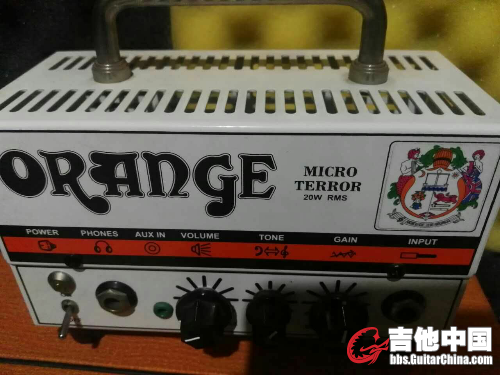 ORANGE
MICRO
TERROR
20W RMS
POWER PHONES AUX IN VOLUME TONE GAIN INPUT
吉他中国
bbs.GuitarChina.com